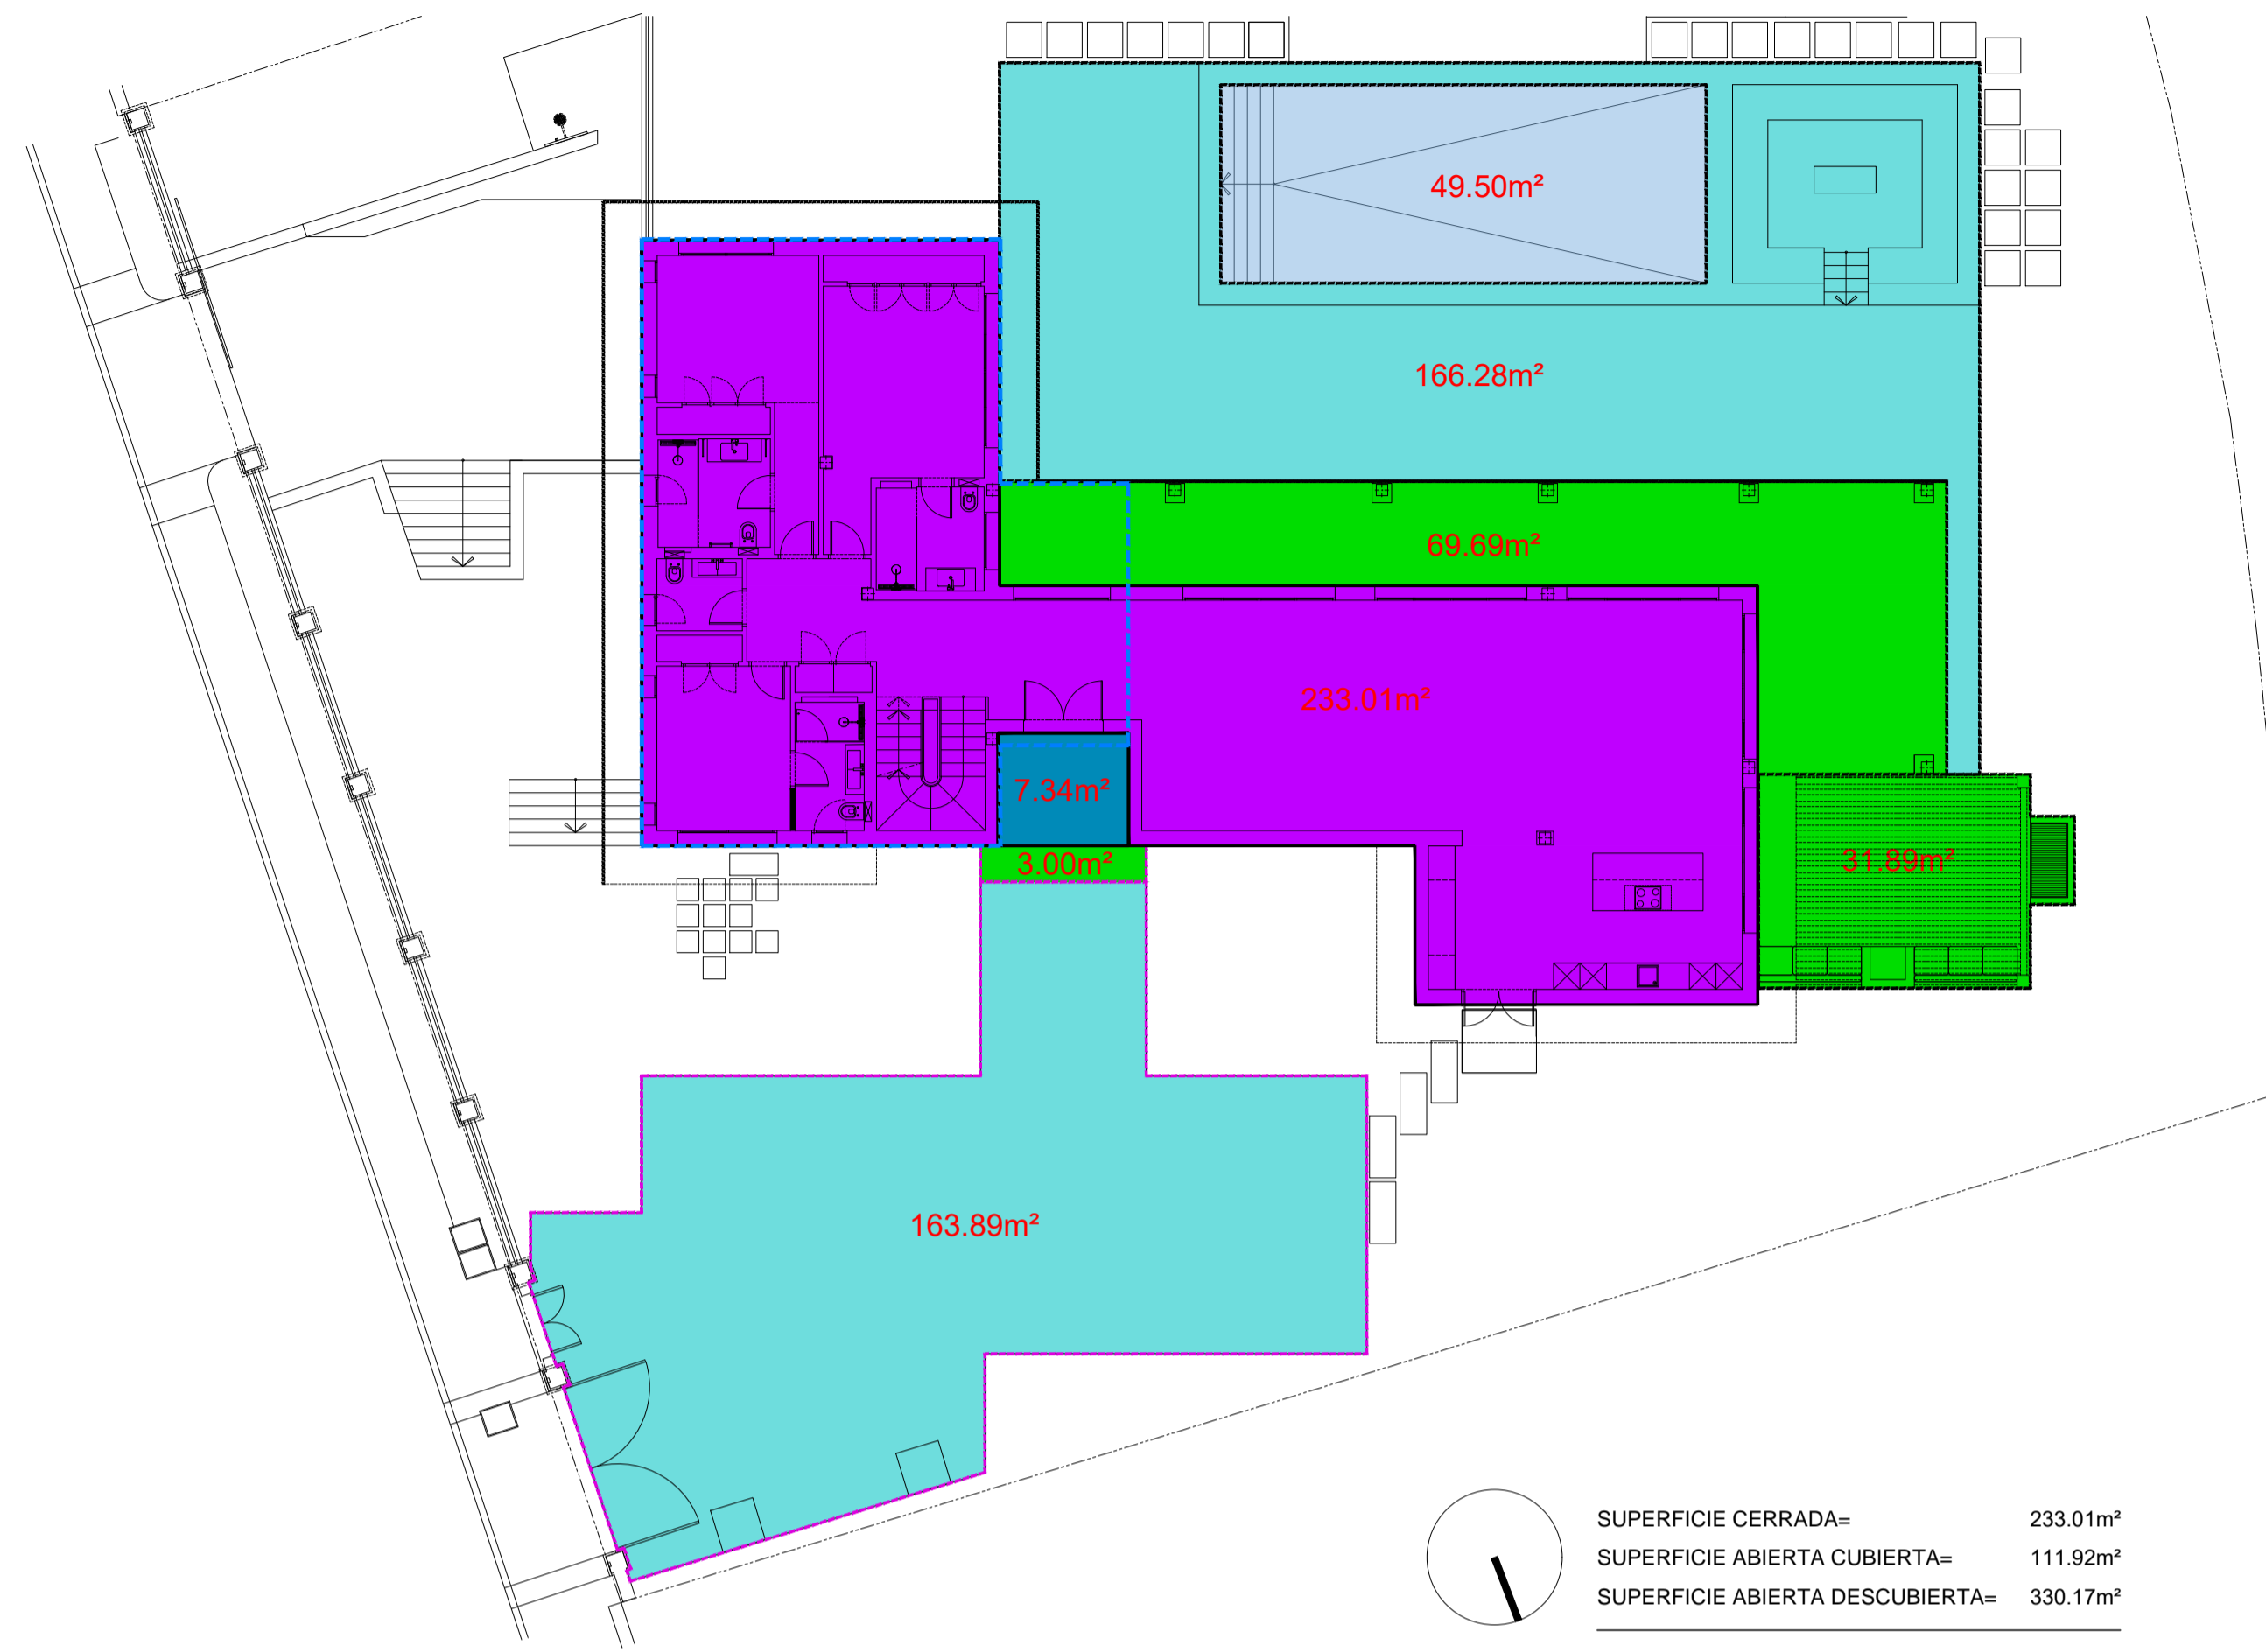 49.50m²
166.28m²
69.69m²
233.01m²
7.34m²
3.00m²
31.89m²
163.89m²
SUPERFICIE CERRADA= 233.01m²
SUPERFICIE ABIERTA CUBIERTA= 111.92m²
SUPERFICIE ABIERTA DESCUBIERTA= 330.17m²